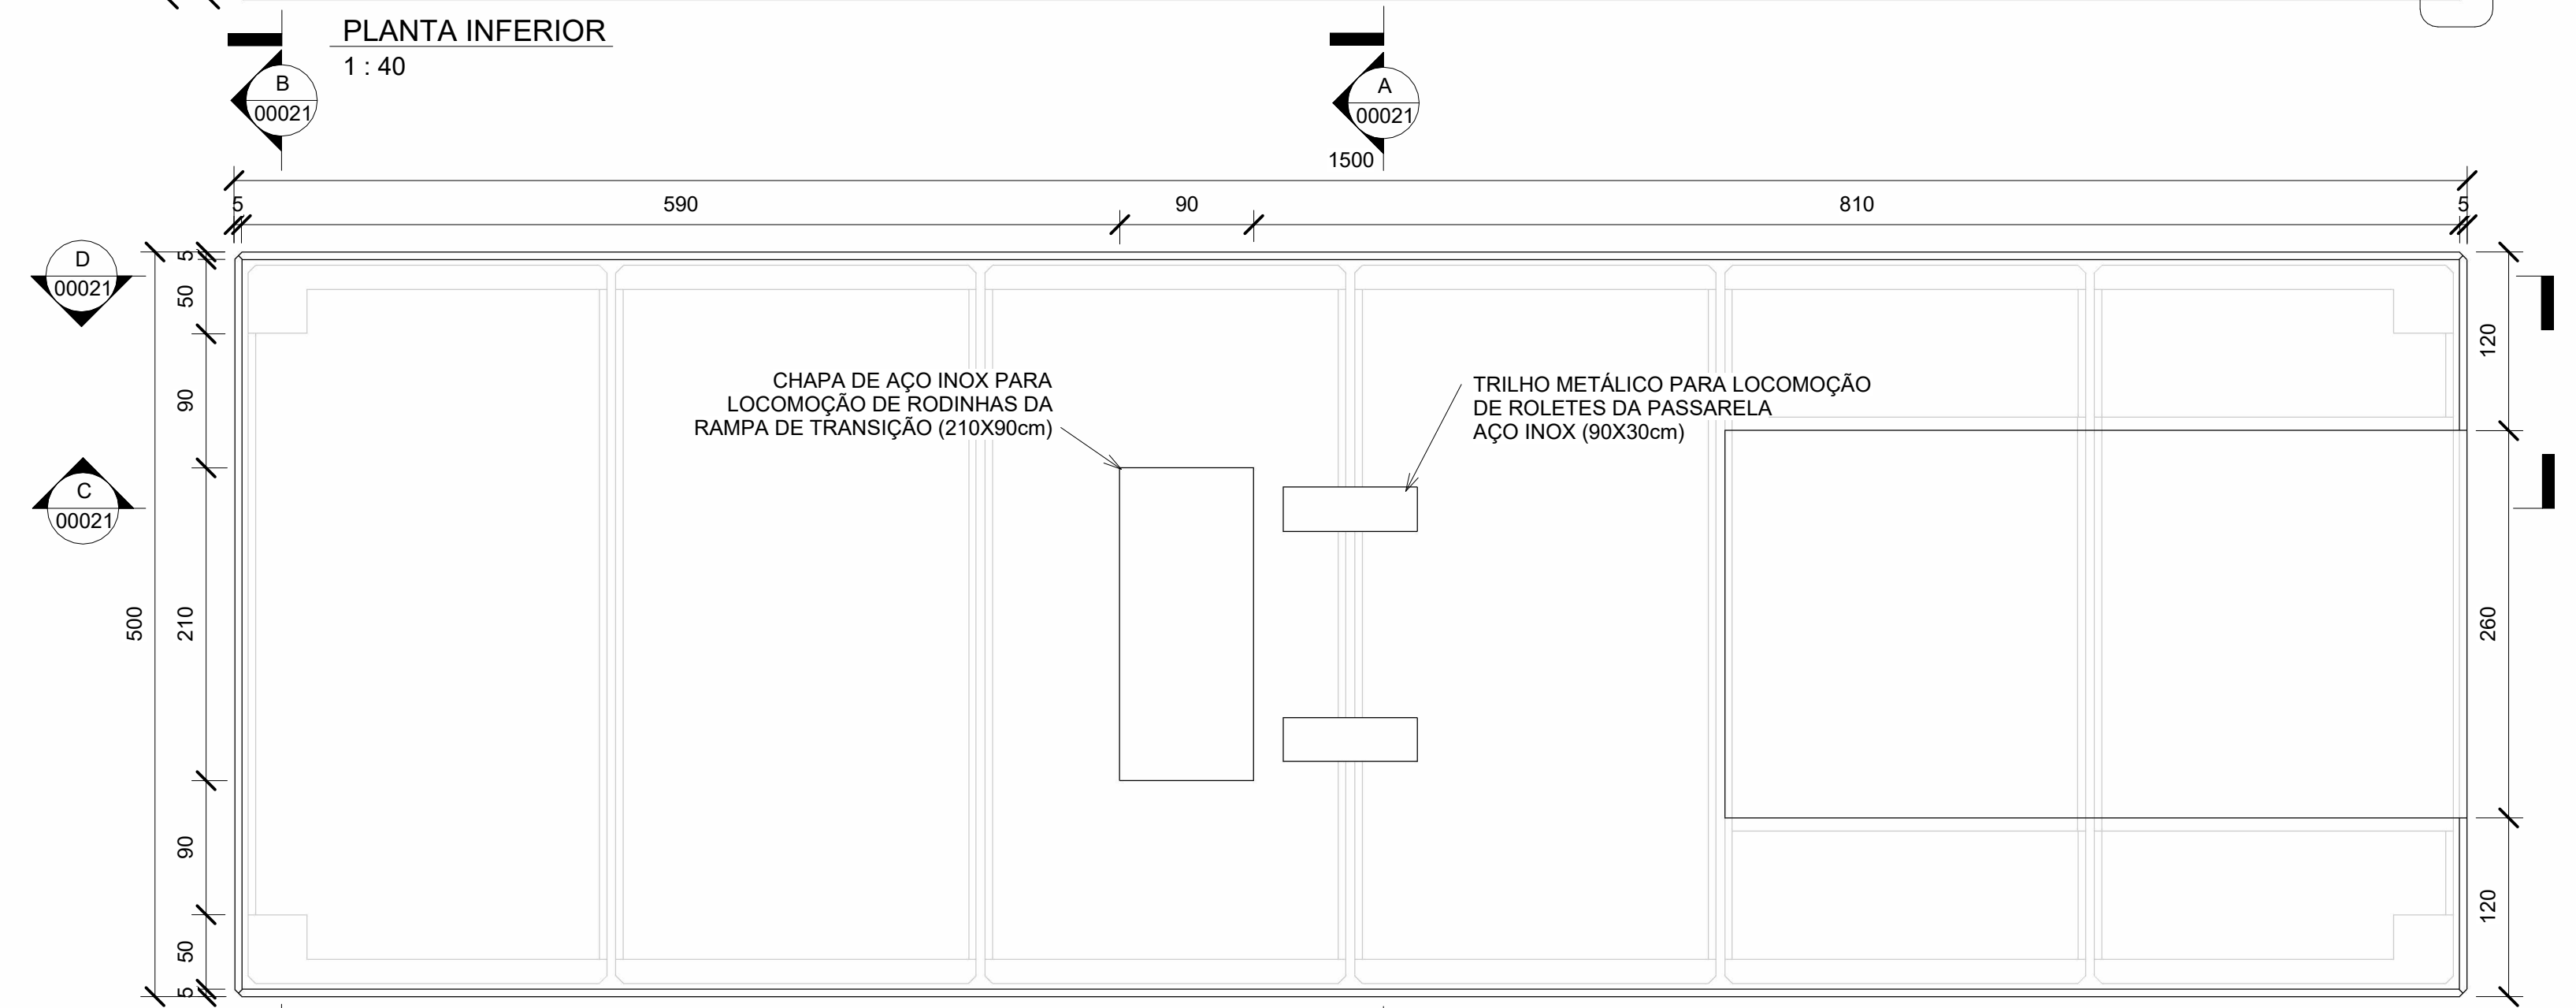 PLANTA INFERIOR
1 : 40
B
00021
A
00021
1500
5
590
90
810
5
D
00021
C
00021
500
5
50
90
210
90
50
5
CHAPA DE AÇO INOX PARA
LOCOMOÇÃO DE RODINHAS DA
RAMPA DE TRANSIÇÃO (210X90cm)
TRILHO METÁLICO PARA LOCOMOÇÃO
DE ROLETES DA PASSARELA
AÇO INOX (90X30cm)
120
260
120